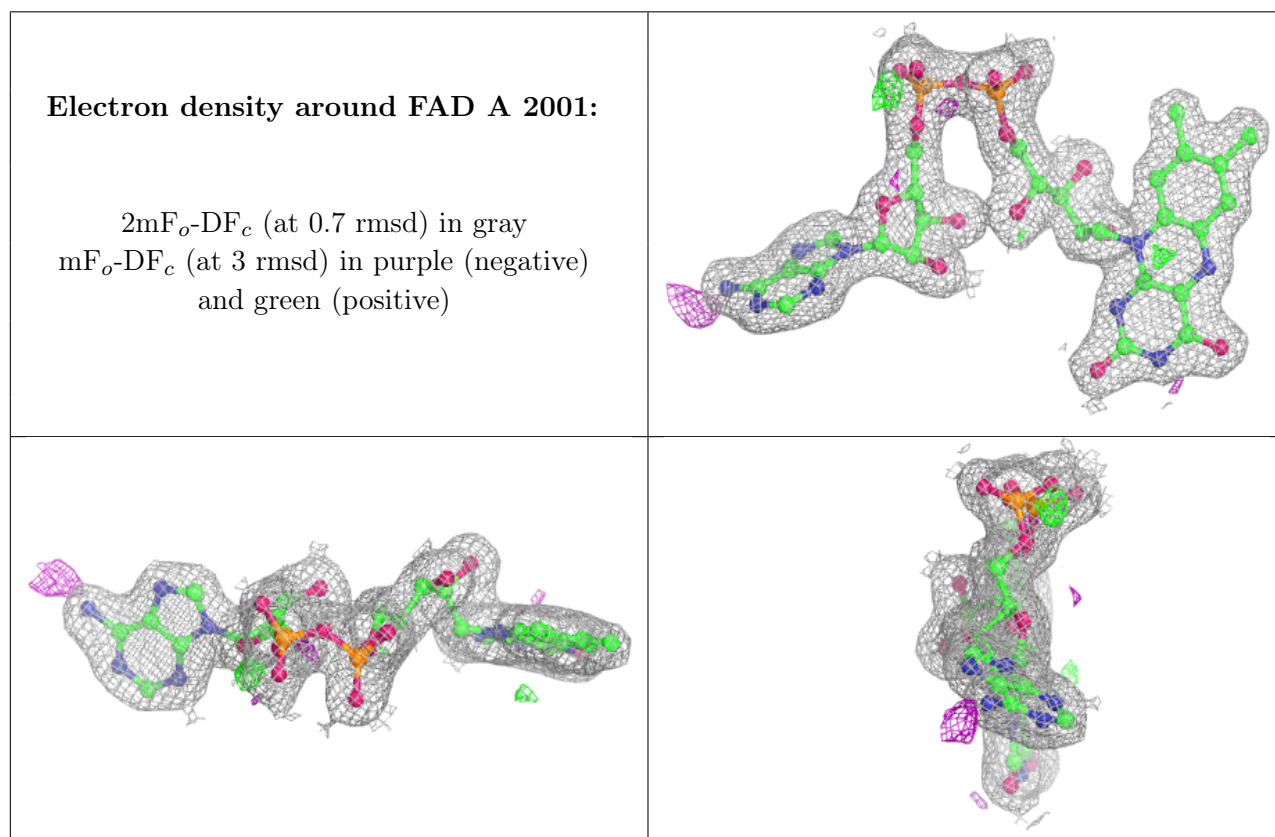 Electron density around FAD A 2001:
2mFo-DFc (at 0.7 rmsd) in gray
mFo-DFc (at 3 rmsd) in purple (negative)
and green (positive)